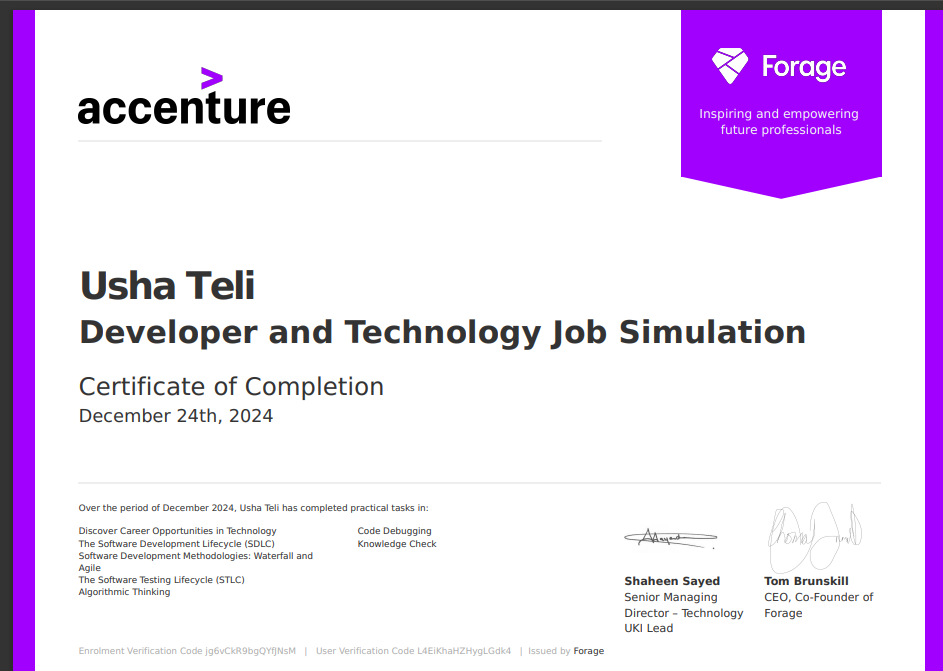 accenture
Forage
Inspiring and empowering
future professionals
Usha Teli
Developer and Technology Job Simulation
Certificate of Completion
December 24th, 2024
Over the period of December 2024, Usha Teli has completed practical tasks in:
Discover Career Opportunities in Technology
The Software Development Lifecycle (SDLC)
Software Development Methodologies: Waterfall and
Agile
The Software Testing Lifecycle (STLC)
Algorithmic Thinking
Code Debugging
Knowledge Check
Shaheen Sayed
Senior Managing
Director – Technology
UKI Lead
Tom Brunskill
CEO, Co-Founder of
Forage
Enrolment Verification Code jg6vCkR9bgQYfJNsM | User Verification Code L4EiKhaHZHygLGdk4 | Issued by Forage